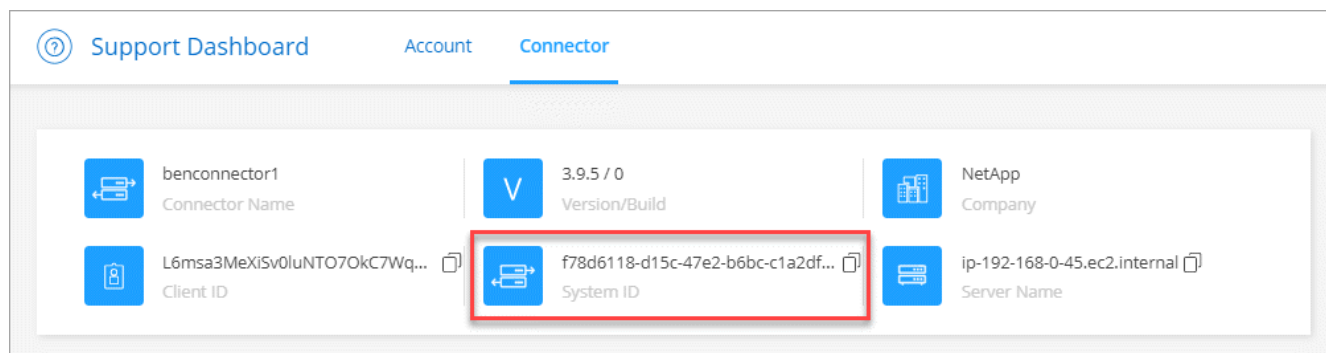 Support Dashboard Account Connector
benconnector1 3.9.5 / 0 NetApp
Connector Name V Version/Build Company
L6msa3MeXiSv0luNTO7OkC7Wq... f78d6118-d15c-47e2-b6bc-c1a2df... ip-192-168-0-45.ec2.internal
Client ID System ID Server Name